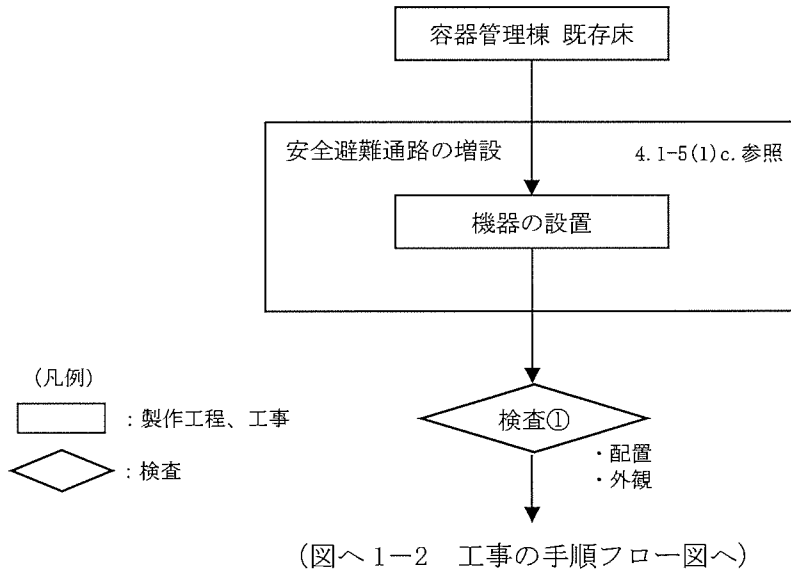 容器管理棟 既存床
安全避難通路の増設 4.1-5(1)c.参照
機器の設置
(凡例)
：製作工程、工事
：検査
検査①
・配置
・外観
(図へ1－2 工事の手順フロー図へ)